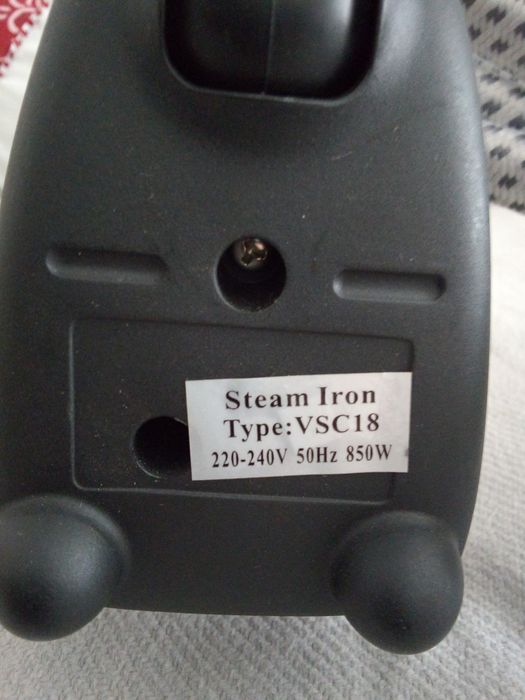 Steam Iron
Type:VSC18
220-240V 50Hz 850W